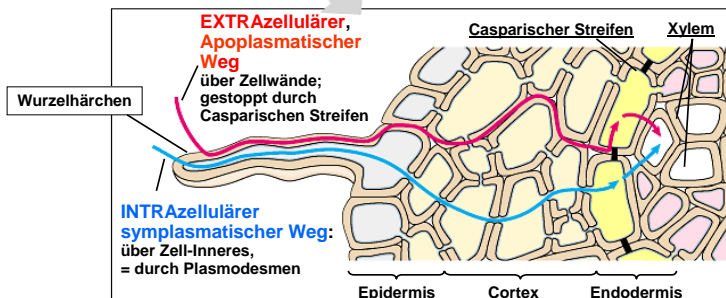 EXTRAzellulärer,
Apoplasmatischer
Weg
über Zellwände;
gestoppt durch
Casparischen Streifen
Casparischer Streifen
Xylem
Wurzelhärchen
INTRAzellulärer
symplasmatischer Weg:
über Zell-Inneres,
= durch Plasmodesmen
Epidermis
Cortex
Endodermis